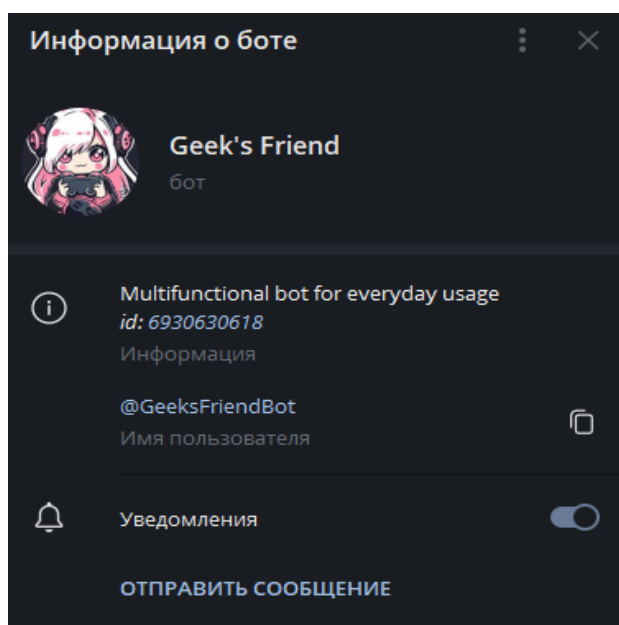 Информация о боте
Geek's Friend
бот
Multifunctional bot for everyday usage
id: 6930630618
Информация
@GeeksFriendBot
Имя пользователя
Уведомления
ОТПРАВИТЬ СООБЩЕНИЕ